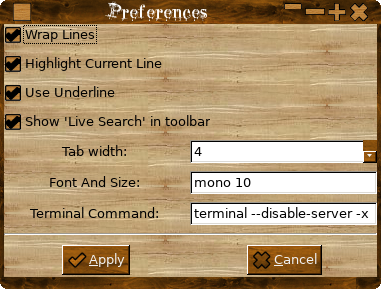 Preferences
Wrap Lines
Highlight Current Line
Use Underline
Show 'Live Search' in toolbar
Tab width: 4
Font And Size: mono 10
Terminal Command: terminal --disable-server -x
Apply Cancel